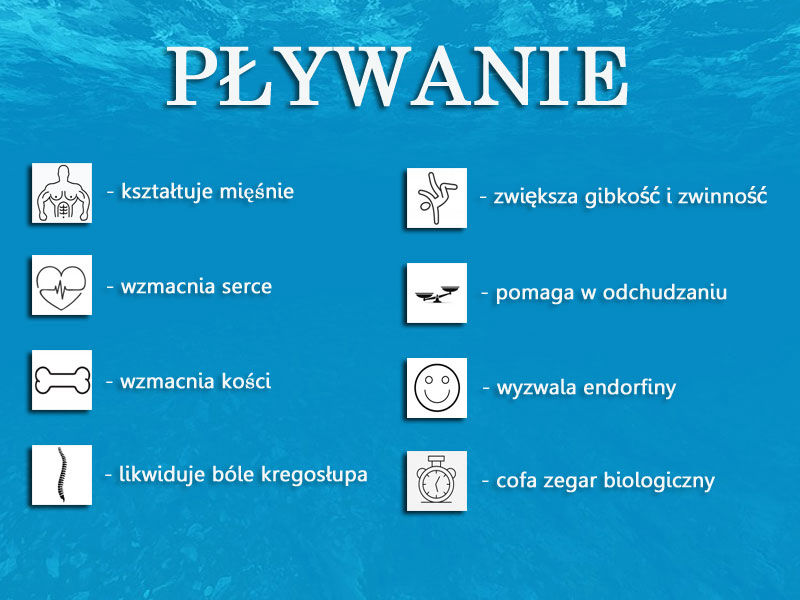 PŁYWANIE
- kształtuje mięśnie
- wzmacnia serce
- wzmacnia kości
- likwiduje bóle kregosłupa
- zwiększa gibkość i zwinność
- pomaga w odchudzaniu
- wyzwala endorfiny
- cofa zegar biologiczny